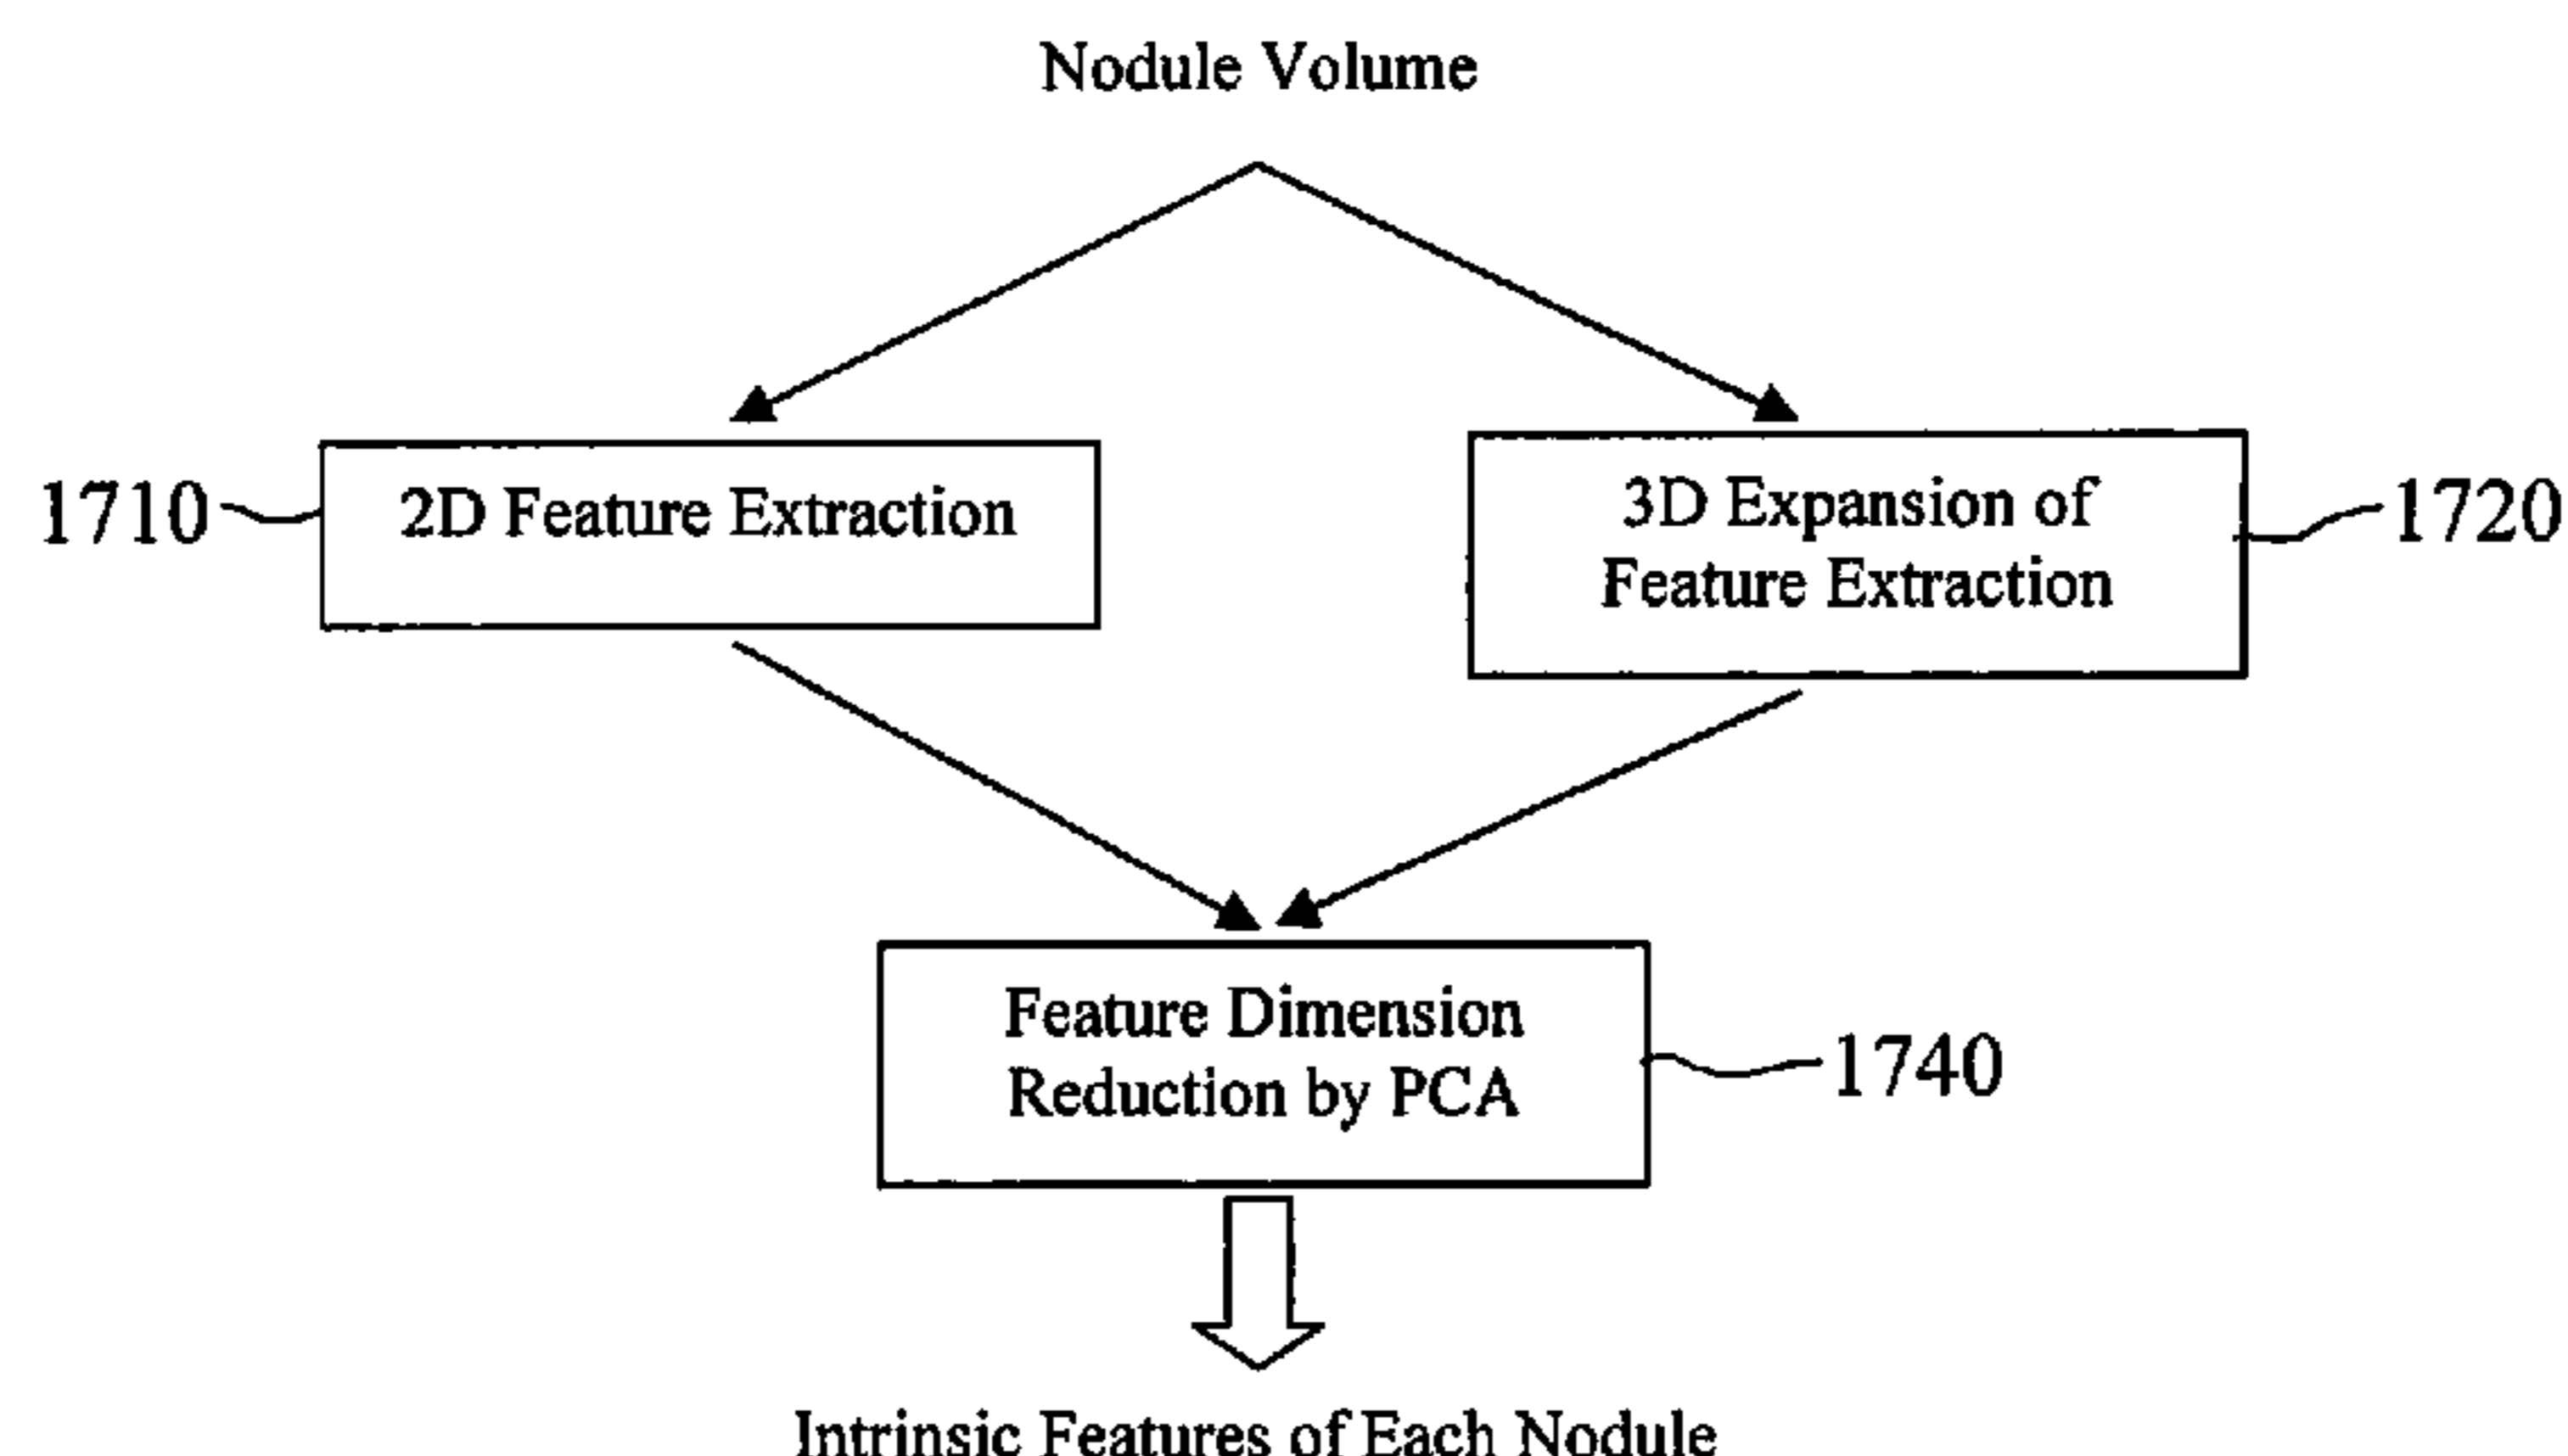 Nodule Volume
1710
2D Feature Extraction
3D Expansion of
Feature Extraction
1720
Feature Dimension
Reduction by PCA
1740
Intrinsic Features of Each Nodule